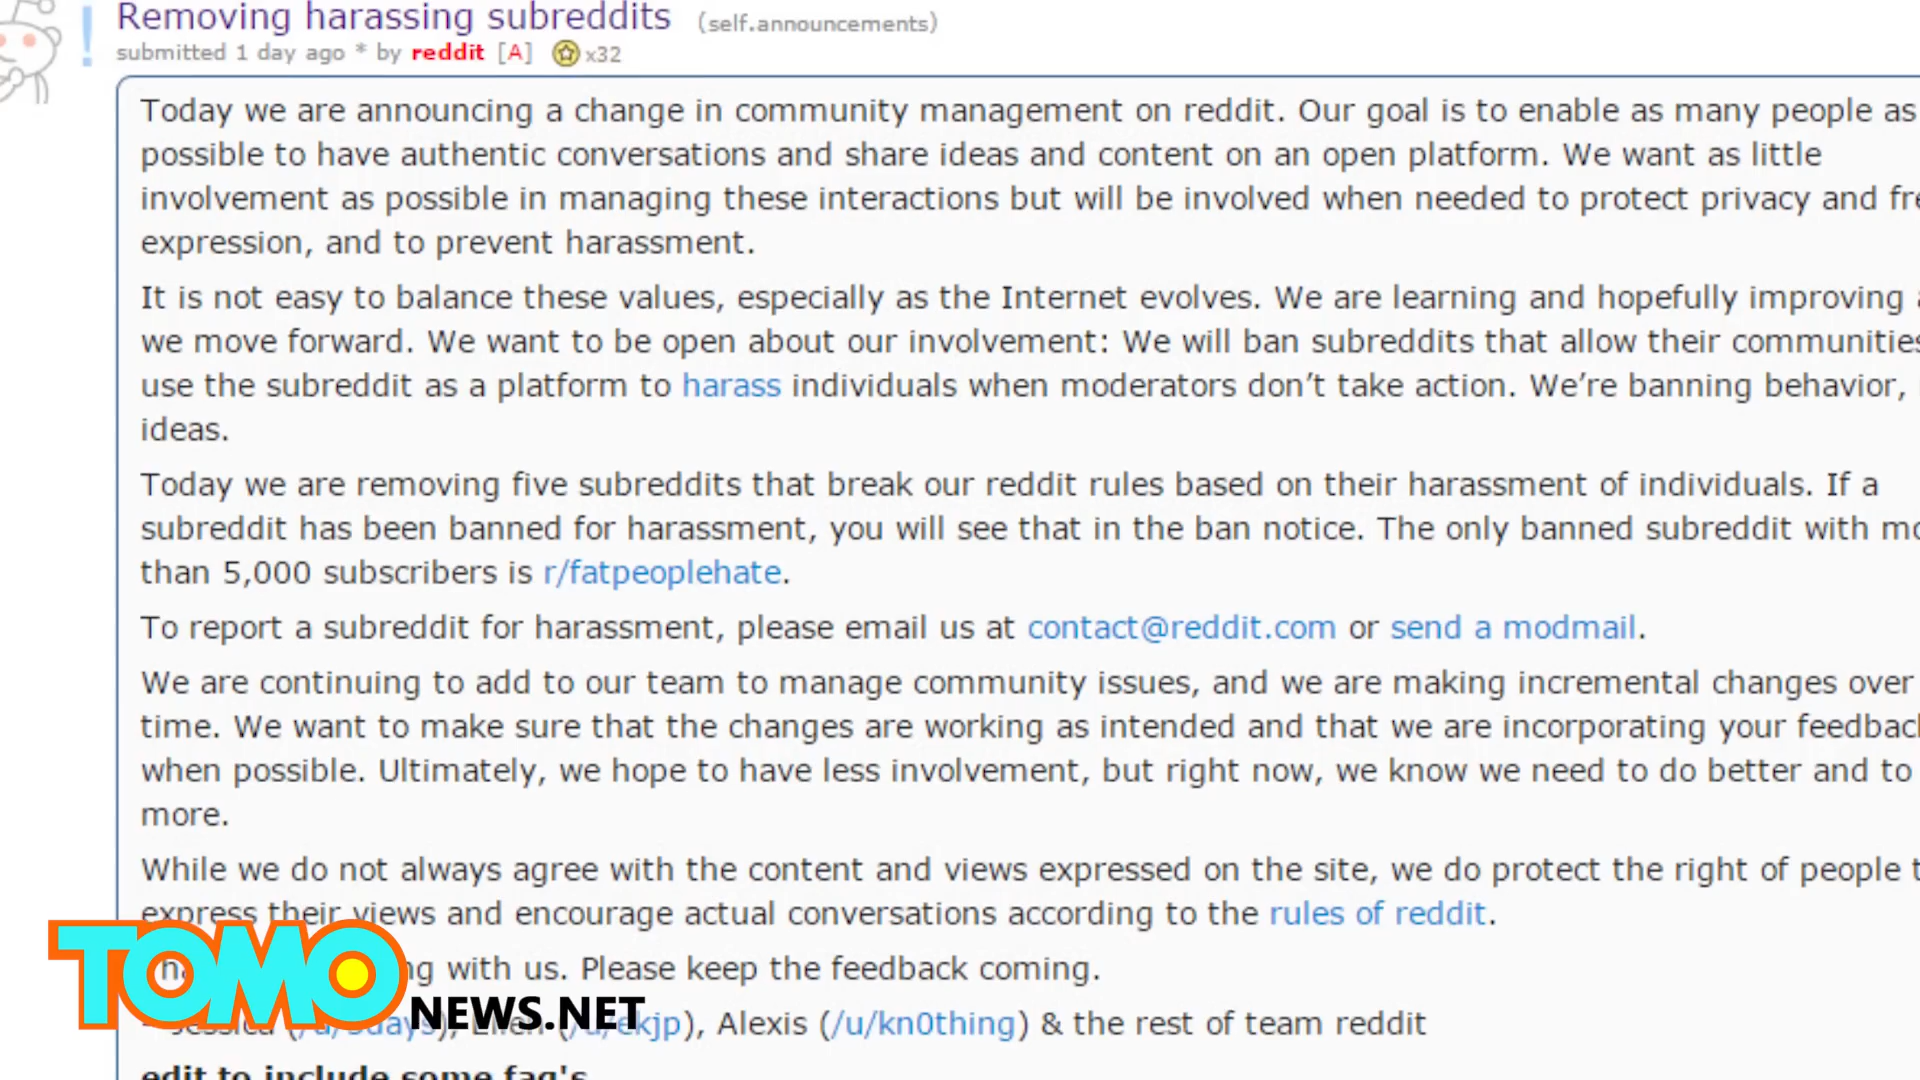 Removing harassing subreddits (self.announcements)
submitted 1 day ago * by reddit [A] x32
Today we are announcing a change in community management on reddit. Our goal is to enable as many people as
possible to have authentic conversations and share ideas and content on an open platform. We want as little
involvement as possible in managing these interactions but will be involved when needed to protect privacy and
expression, and to prevent harassment.
It is not easy to balance these values, especially as the Internet evolves. We are learning and hopefully improving
we move forward. We want to be open about our involvement: We will ban subreddits that allow their communities
use the subreddit as a platform to harass individuals when moderators don’t take action. We’re banning behavior,
ideas.
Today we are removing five subreddits that break our reddit rules based on their harassment of individuals. If a
subreddit has been banned for harassment, you will see that in the ban notice. The only banned subreddit with
than 5,000 subscribers is r/fatpeoplehate.
To report a subreddit for harassment, please email us at contact@reddit.com or send a modmail.
We are continuing to add to our team to manage community issues, and we are making incremental changes over
time. We want to make sure that the changes are working as intended and that we are incorporating your feedback
when possible. Ultimately, we hope to have less involvement, but right now, we know we need to do better and to
more.
While we do not always agree with the content and views expressed on the site, we do protect the right of people
express their views and encourage actual conversations according to the rules of reddit.
with us. Please keep the feedback coming.
TOMO NEWS.NET
Alexis (/u/kn0thing) & the rest of team reddit
edit to include some faq's